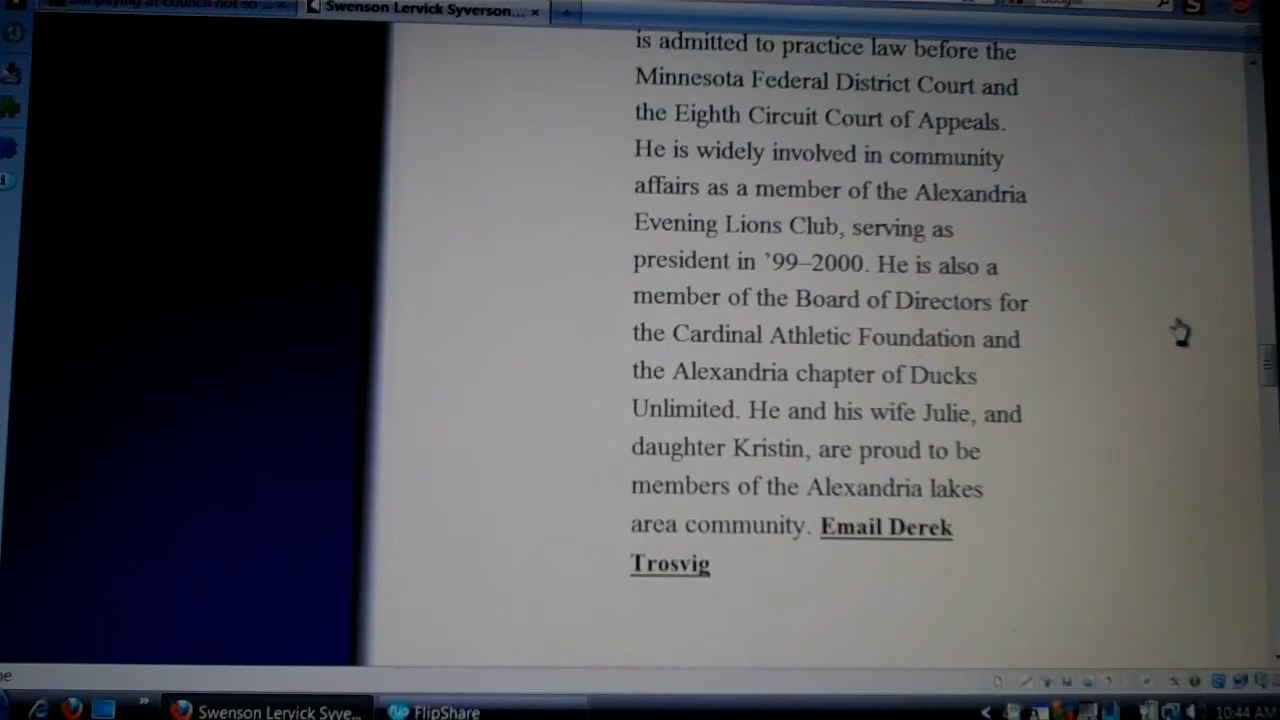 Swenson Lervick Syverson...
is admitted to practice law before the
Minnesota Federal District Court and
the Eighth Circuit Court of Appeals.
He is widely involved in community
affairs as a member of the Alexandria
Evening Lions Club, serving as
president in ’99–2000. He is also a
member of the Board of Directors for
the Cardinal Athletic Foundation and
the Alexandria chapter of Ducks
Unlimited. He and his wife Julie, and
daughter Kristin, are proud to be
members of the Alexandria lakes
area community. Email Derek
Trosvig
Swenson Lervick Syve...
FlipShare
10:44 AM